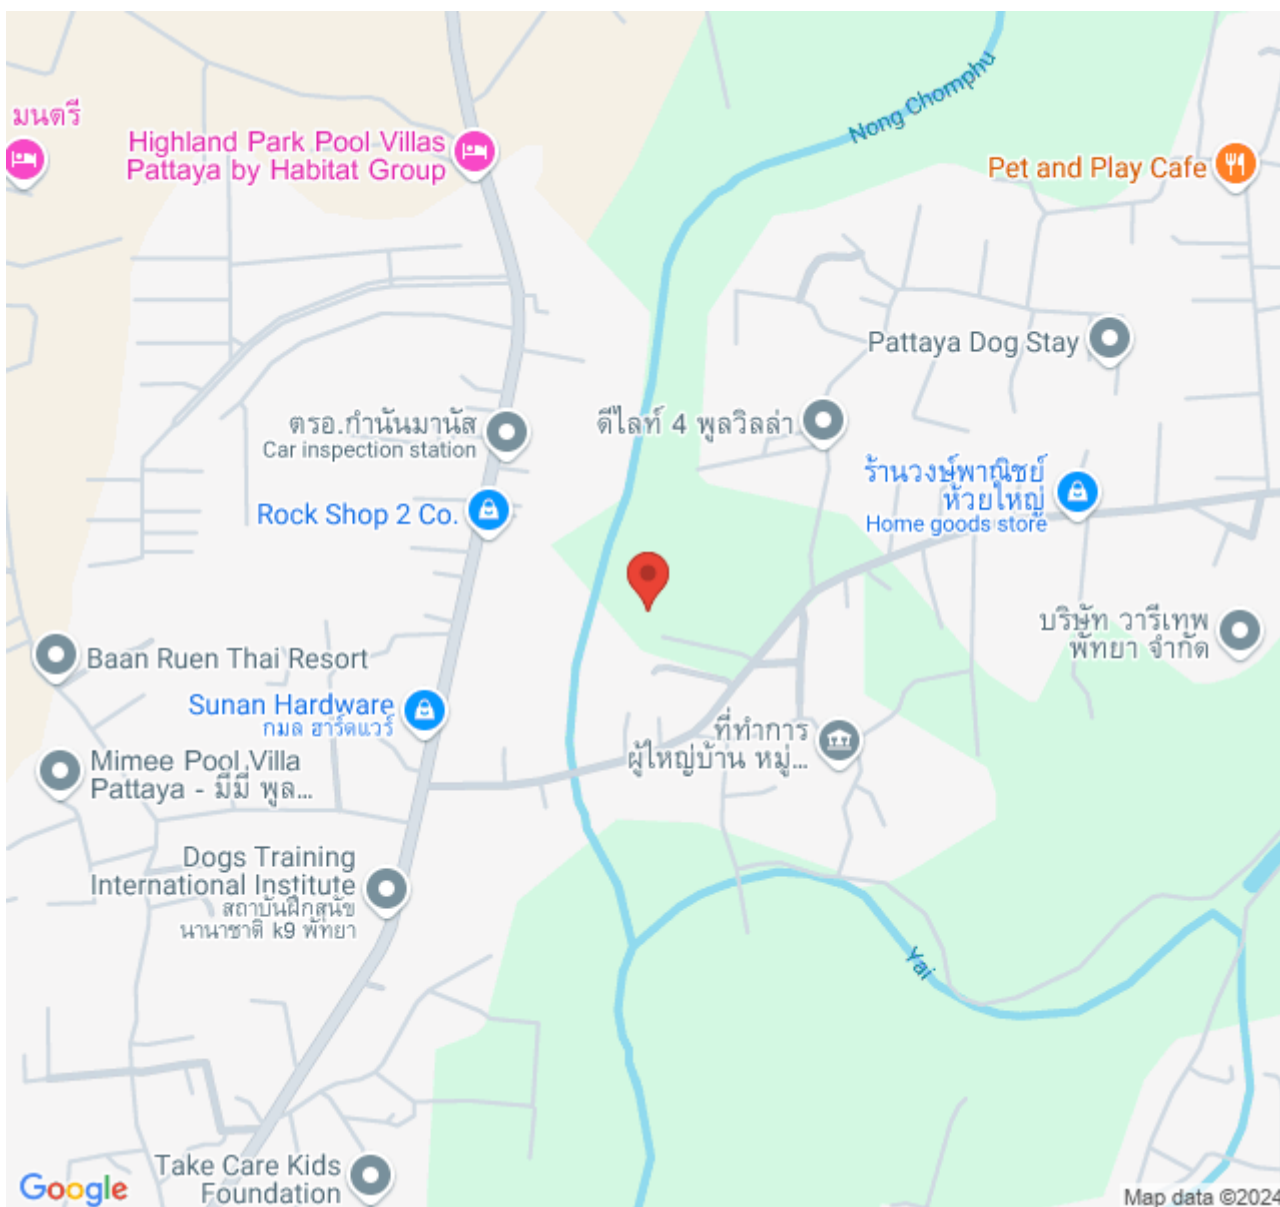 Nong Chomphu
มนตรี
Highland Park Pool Villas
Pattaya by Habitat Group
Pet and Play Cafe
Pattaya Dog Stay
ตรอ.กำนันมานัส
Car inspection station
ดีไลท์ 4 พูลวิลล่า
ร้านวงษ์พาณิชย์
ห้วยใหญ่
Home goods store
Rock Shop 2 Co.
บริษัท วารีเทพ
พัทยา จำกัด
Baan Ruen Thai Resort
Sunan Hardware
กมล ฮาร์ดแวร์
ที่ทำการ
ผู้ใหญ่บ้าน หมู่...
Mimee Pool Villa
Pattaya - มีมี่ พูล...
Dogs Training
International Institute
สถาบันฝึกสุนัข
นานาชาติ k9 พัทยา
Yai
Take Care Kids
Foundation
Google
Map data ©2024